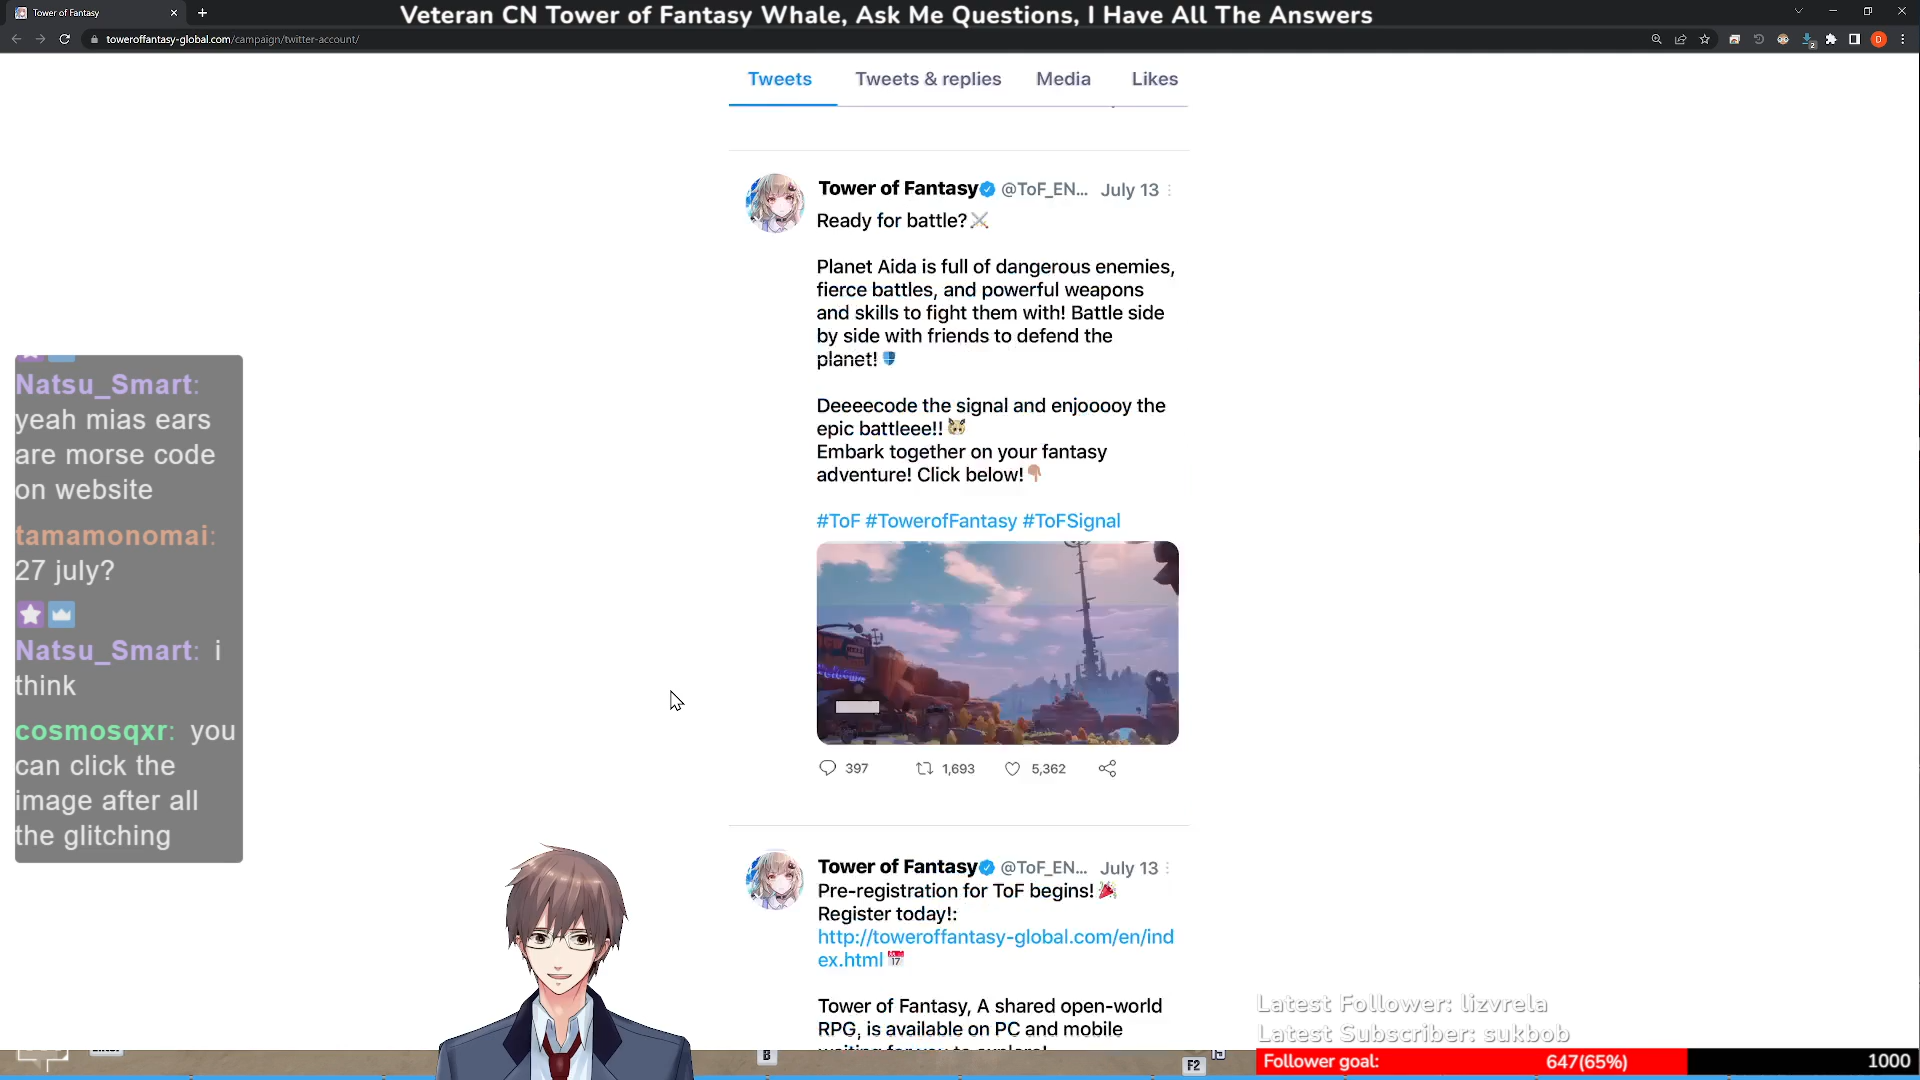 Tower of Fantasy
Veteran CN Tower of Fantasy Whale, Ask Me Questions, I Have All The Answers
toweroffantasy-global.com/campaign/twitter-account/
D
2
Tweets
Tweets & replies
Media
Likes
Tower of Fantasy @ToF_EN... July 13
Ready for battle?⚔️
Planet Aida is full of dangerous enemies,
fierce battles, and powerful weapons
and skills to fight them with! Battle side
by side with friends to defend the
planet!
Deeeecode the signal and enjooooy the
epic battleee!!
Embark together on your fantasy
adventure! Click below!
#ToF #TowerofFantasy #ToFSignal
397
1,693
5,362
Tower of Fantasy @ToF_EN... July 13
Pre-registration for ToF begins!
Register today!:
http://toweroffantasy-global.com/en/ind
ex.html
Tower of Fantasy, A shared open-world
RPG, is available on PC and mobile
Natsu_Smart:
yeah mias ears
are morse code
on website
tamamonomai:
27 july?
Natsu_Smart: i
think
cosmosqxr: you
can click the
image after all
the glitching
Latest Follower: lizvrela
Latest Subscriber: sukbob
Follower goal: 647(65%) 1000
B
F2